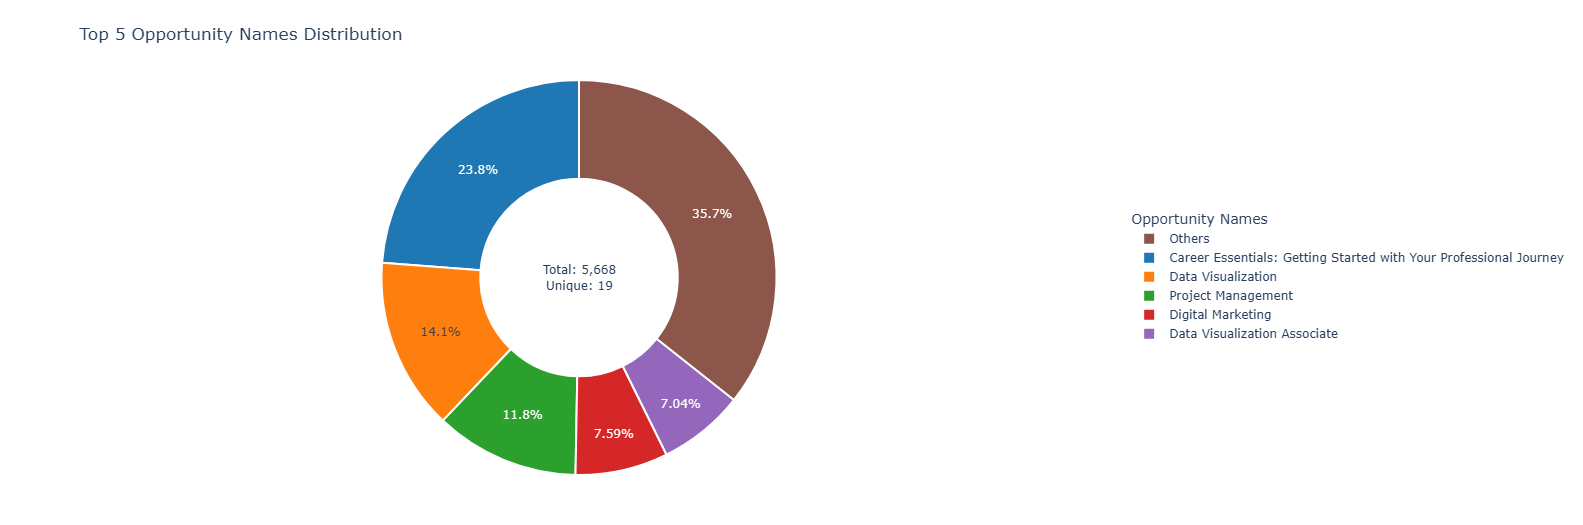 Top 5 Opportunity Names Distribution
23.8%
35.7%
14.1%
11.8%
7.59%
7.04%
Total: 5,668
Unique: 19
Opportunity Names
Others
Career Essentials: Getting Started with Your Professional Journey
Data Visualization
Project Management
Digital Marketing
Data Visualization Associate